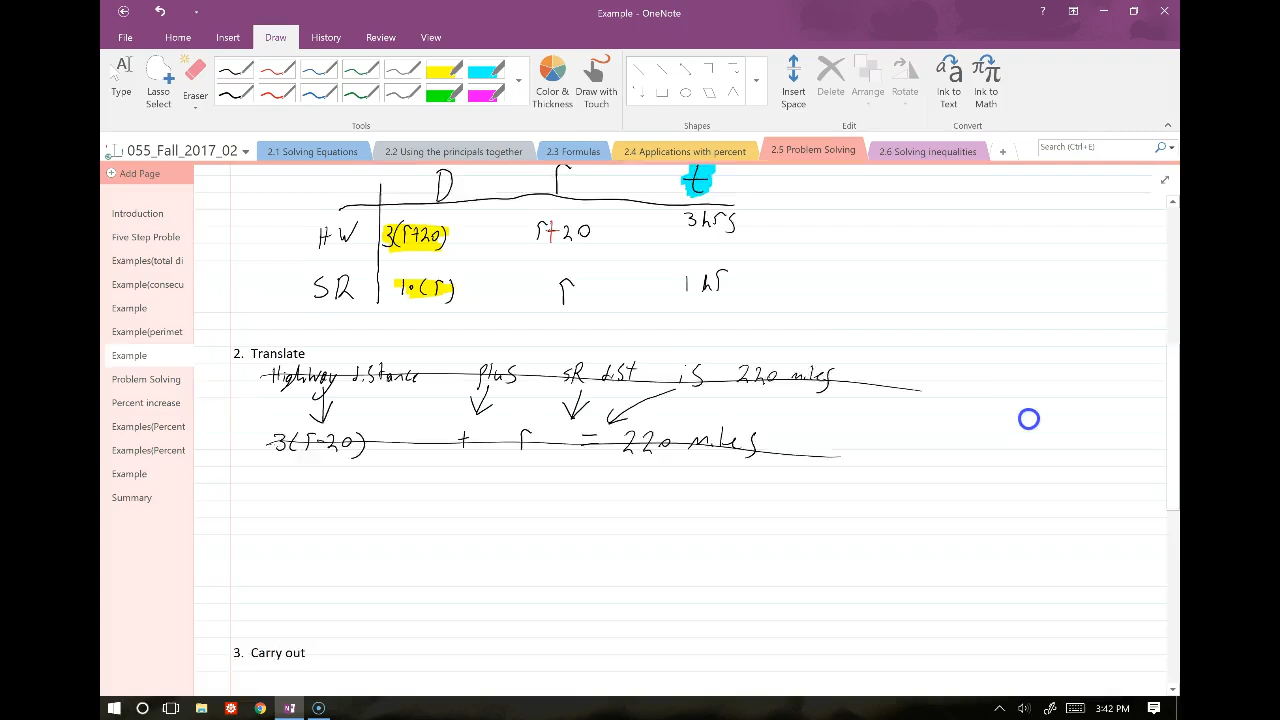 Example - OneNote
?
File Home Insert Draw History Review View
Type Lasso Select Eraser Color & Thickness Draw with Touch Insert Space Delete Arrange Rotate Ink to Text Ink to Math
Tools Shapes Edit Convert
055_Fall_2017_02 2.1 Solving Equations 2.2 Using the principals together 2.3 Formulas 2.4 Applications with percent 2.5 Problem Solving 2.6 Solving inequalities + Search (Ctrl+E)
Add Page
Introduction
Five Step Proble
Examples(total di
Example(consecu
Example
Example(perimet
Example
Problem Solving
Percent increase
Examples(Percent
Examples(Percent
Example
Summary
D r t
HW 3(r+20) r+20 3 hrs
SR 1•(r) r 1 hr
2. Translate
Highway distance plus SR dist is 220 miles
3(r-20) + r = 220 miles
3. Carry out
3:42 PM